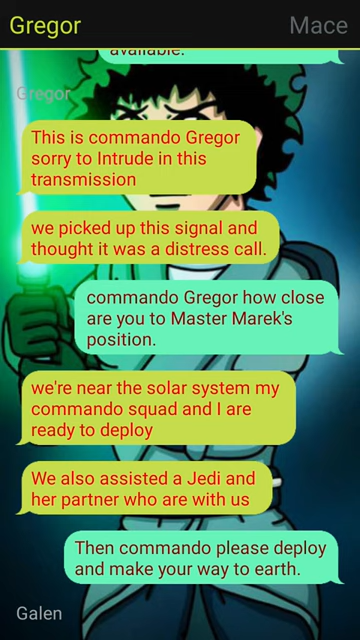 Gregor
Mace
available.
Gregor
This is commando Gregor
sorry to Intrude in this
transmission
we picked up this signal and
thought it was a distress call.
commando Gregor how close
are you to Master Marek's
position.
we're near the solar system my
commando squad and I are
ready to deploy
We also assisted a Jedi and
her partner who are with us
Then commando please deploy
and make your way to earth.
Galen